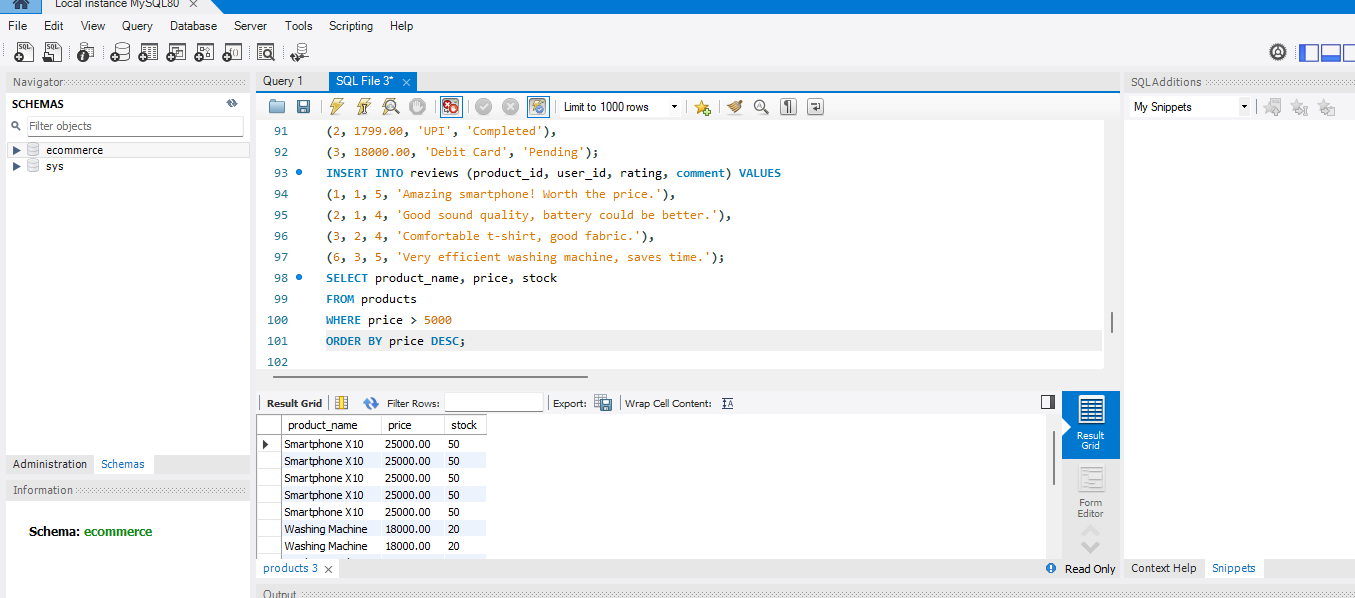 Local instance MySQL80 ×
File Edit View Query Database Server Tools Scripting Help
Navigator
SCHEMAS
Filter objects
ecommerce
sys
Administration Schemas
Information
Schema: ecommerce
Query 1 SQL File 3* ×
Limit to 1000 rows
91 (2, 1799.00, 'UPI', 'Completed'),
92 (3, 18000.00, 'Debit Card', 'Pending');
93 INSERT INTO reviews (product_id, user_id, rating, comment) VALUES
94 (1, 1, 5, 'Amazing smartphone! Worth the price.'),
95 (2, 1, 4, 'Good sound quality, battery could be better.'),
96 (3, 2, 4, 'Comfortable t-shirt, good fabric.'),
97 (6, 3, 5, 'Very efficient washing machine, saves time.');
98 SELECT product_name, price, stock
99 FROM products
100 WHERE price > 5000
101 ORDER BY price DESC;
102
Result Grid Filter Rows: Export: Wrap Cell Content:
product_name price stock
Smartphone X10 25000.00 50
Smartphone X10 25000.00 50
Smartphone X10 25000.00 50
Smartphone X10 25000.00 50
Smartphone X10 25000.00 50
Washing Machine 18000.00 20
Washing Machine 18000.00 20
Result
Grid
Form
Editor
products 3 ×
Read Only
Output
SQLAdditions
My Snippets
Context Help Snippets